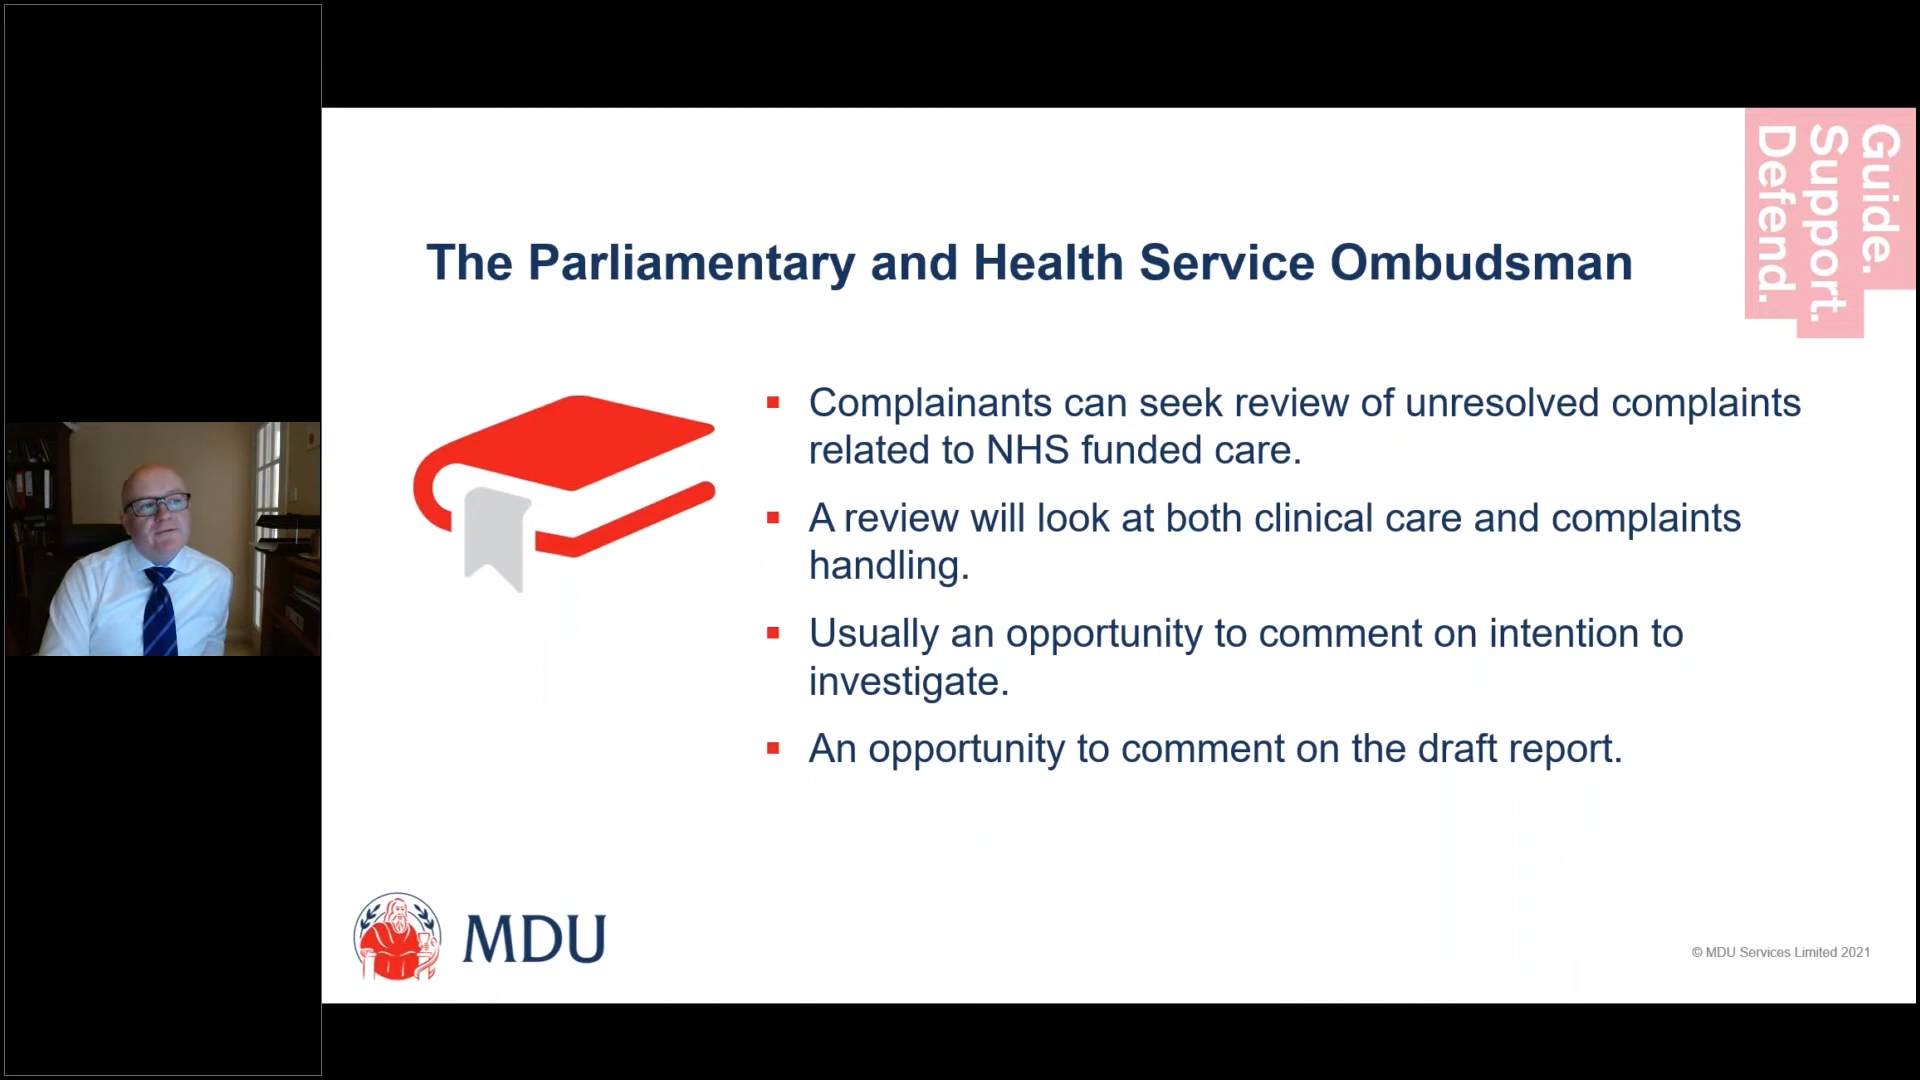 Guide.
Support.
Defend.
The Parliamentary and Health Service Ombudsman
▪ Complainants can seek review of unresolved complaints
related to NHS funded care.
▪ A review will look at both clinical care and complaints
handling.
▪ Usually an opportunity to comment on intention to
investigate.
▪ An opportunity to comment on the draft report.
MDU
© MDU Services Limited 2021